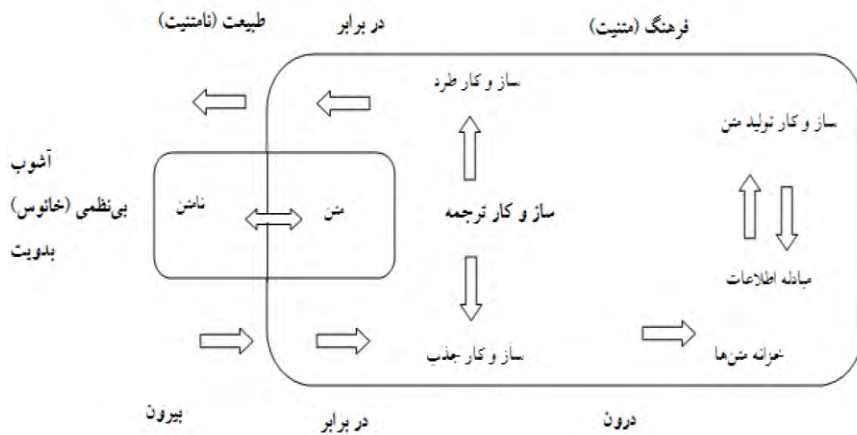 فرهنگ (متنیت)
در برابر
طبیعت (نامتنیت)
ساز و کار طرد
ساز و کار تولید متن
آشوب
بی‌نظمی (خائوس)
بدویت
نامتن
متن
ساز و کار ترجمه
مبادله اطلاعات
ساز و کار جذب
خزانه متن‌ها
درون
در برابر
بیرون